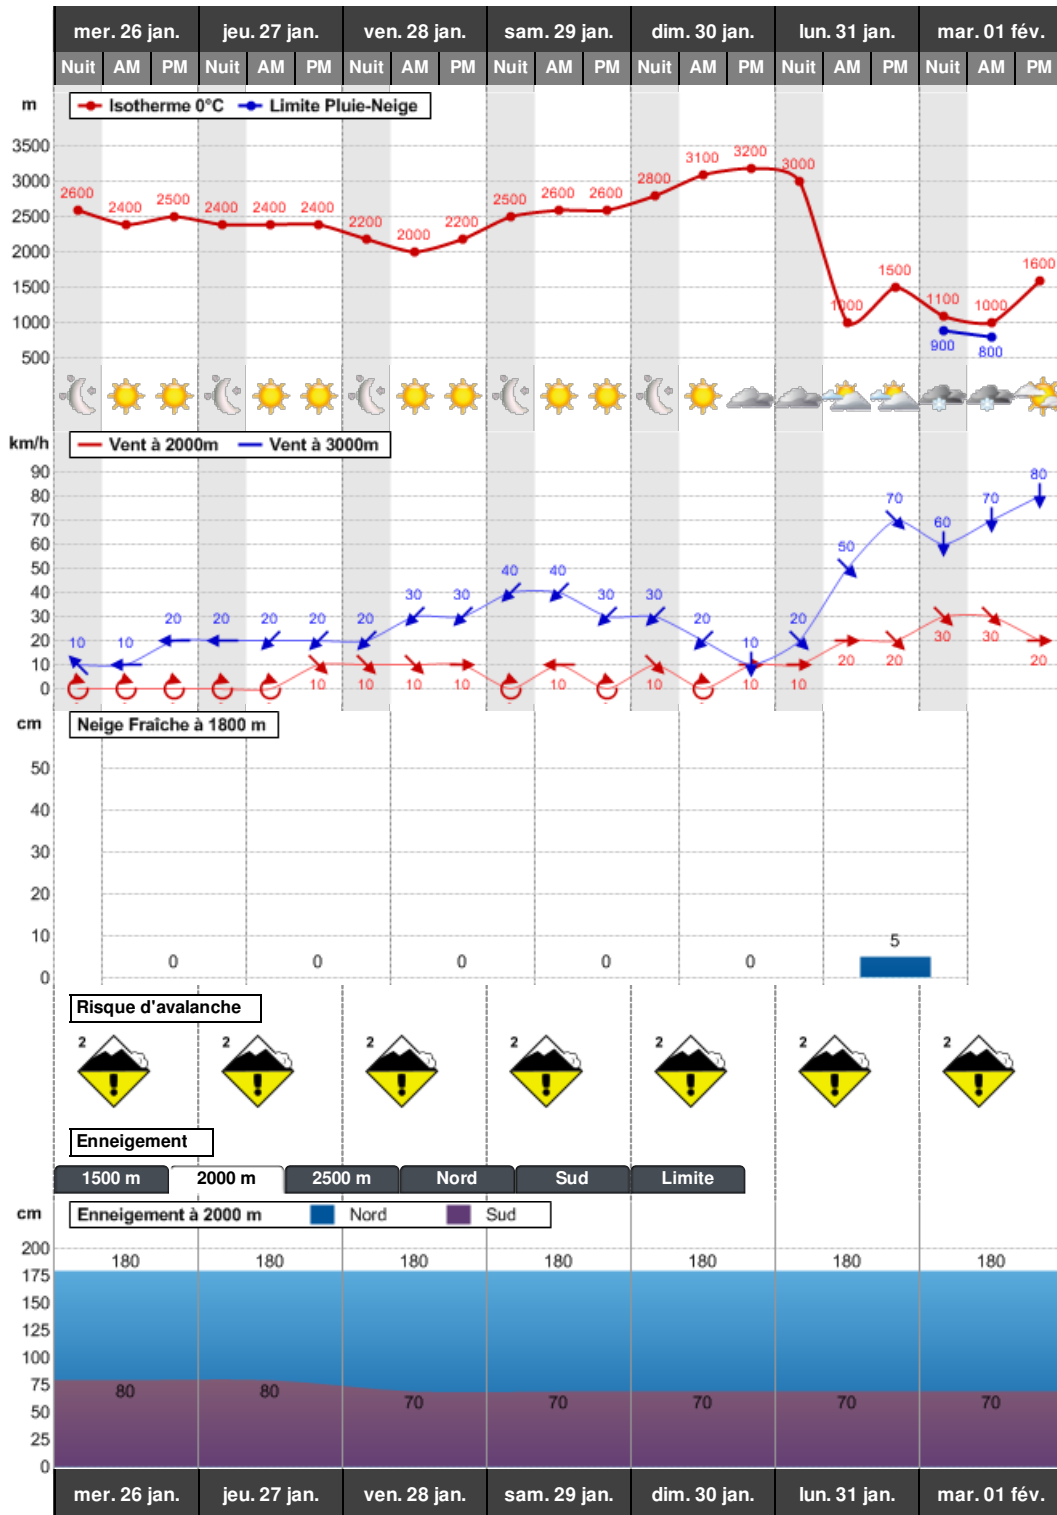 mer. 26 jan. jeu. 27 jan. ven. 28 jan. sam. 29 jan. dim. 30 jan. lun. 31 jan. mar. 01 fév.
Nuit AM PM Nuit AM PM Nuit AM PM Nuit AM PM Nuit AM PM Nuit AM PM Nuit AM PM
m
Isotherme 0°C Limite Pluie-Neige
3500
3000
2500
2000
1500
1000
500
2600 2400 2500 2400 2400 2400 2200 2000 2200 2500 2600 2600 2800 3100 3200 3000 1000 1500 1100 1000 1600
900 800
km/h
Vent à 2000m Vent à 3000m
90
80
70
60
50
40
30
20
10
0
10 10 20 20 20 20 20 30 30 40 40 30 30 20 10 20 50 70 60 70 80
10 10 10 10 10 10 10 10 20 20 30 30 20
cm
Neige Fraîche à 1800 m
50
40
30
20
10
0
0 0 0 0 0 5
Risque d'avalanche
2 2 2 2 2 2 2
Enneigement
1500 m 2000 m 2500 m Nord Sud Limite
cm
Enneigement à 2000 m Nord Sud
200
175
150
125
100
75
50
25
0
180 180 180 180 180 180 180
80 80 70 70 70 70 70
mer. 26 jan. jeu. 27 jan. ven. 28 jan. sam. 29 jan. dim. 30 jan. lun. 31 jan. mar. 01 fév.